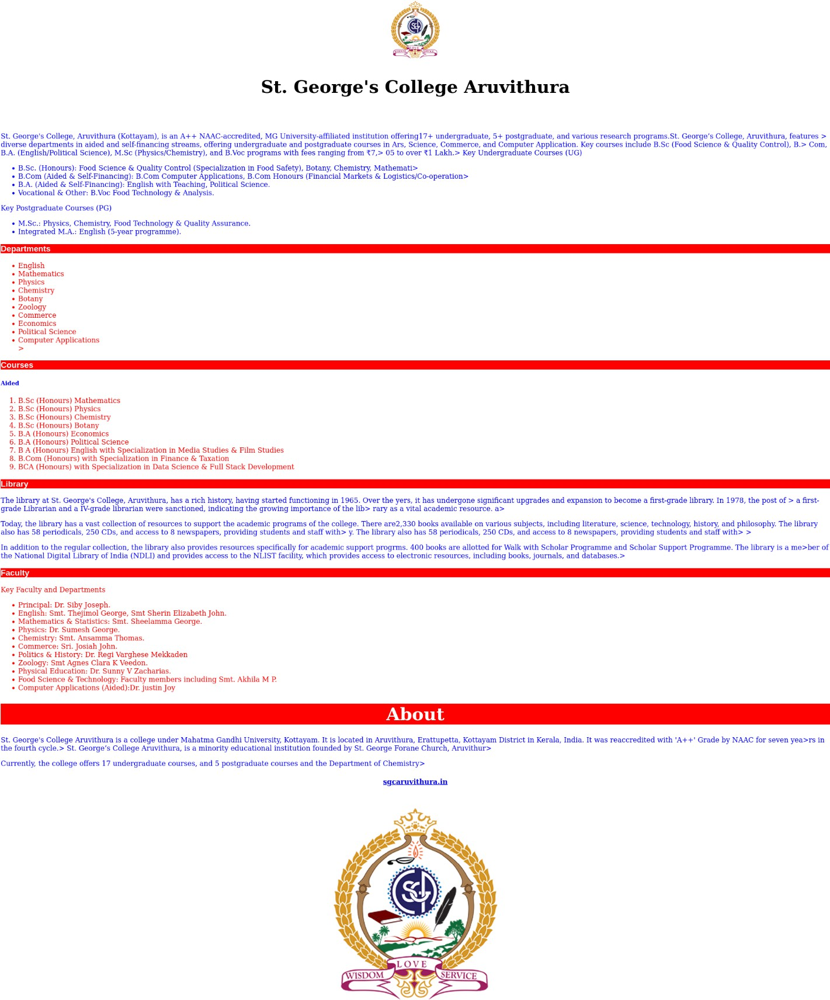 LOVE
WISDOM SERVICE
St. George's College Aruvithura
St. George's College, Aruvithura (Kottayam), is an A++ NAAC-accredited, MG University-affiliated institution offering17+ undergraduate, 5+ postgraduate, and various research programs.St. George’s College, Aruvithura, features >
diverse departments in aided and self-financing streams, offering undergraduate and postgraduate courses in Ars, Science, Commerce, and Computer Application. Key courses include B.Sc (Food Science & Quality Control), B.> Com,
B.A. (English/Political Science), M.Sc (Physics/Chemistry), and B.Voc programs with fees ranging from ₹7,> 05 to over ₹1 Lakh.> Key Undergraduate Courses (UG)
• B.Sc. (Honours): Food Science & Quality Control (Specialization in Food Safety), Botany, Chemistry, Mathemati>
• B.Com (Aided & Self-Financing): B.Com Computer Applications, B.Com Honours (Financial Markets & Logistics/Co-operation>
• B.A. (Aided & Self-Financing): English with Teaching, Political Science.
• Vocational & Other: B.Voc Food Technology & Analysis.
Key Postgraduate Courses (PG)
• M.Sc.: Physics, Chemistry, Food Technology & Quality Assurance.
• Integrated M.A.: English (5-year programme).
Departments
• English
• Mathematics
• Physics
• Chemistry
• Botany
• Zoology
• Commerce
• Economics
• Political Science
• Computer Applications
>
Courses
Aided
1. B.Sc (Honours) Mathematics
2. B.Sc (Honours) Physics
3. B.Sc (Honours) Chemistry
4. B.Sc (Honours) Botany
5. B.A (Honours) Economics
6. B.A (Honours) Political Science
7. B A (Honours) English with Specialization in Media Studies & Film Studies
8. B.Com (Honours) with Specialization in Finance & Taxation
9. BCA (Honours) with Specialization in Data Science & Full Stack Development
Library
The library at St. George's College, Aruvithura, has a rich history, having started functioning in 1965. Over the yers, it has undergone significant upgrades and expansion to become a first-grade library. In 1978, the post of > a first-
grade Librarian and a IV-grade librarian were sanctioned, indicating the growing importance of the lib> rary as a vital academic resource. a>
Today, the library has a vast collection of resources to support the academic programs of the college. There are2,330 books available on various subjects, including literature, science, technology, history, and philosophy. The library
also has 58 periodicals, 250 CDs, and access to 8 newspapers, providing students and staff with> y. The library also has 58 periodicals, 250 CDs, and access to 8 newspapers, providing students and staff with> >
In addition to the regular collection, the library also provides resources specifically for academic support progrms. 400 books are allotted for Walk with Scholar Programme and Scholar Support Programme. The library is a me>ber of
the National Digital Library of India (NDLI) and provides access to the NLIST facility, which provides access to electronic resources, including books, journals, and databases.>
Faculty
Key Faculty and Departments
• Principal: Dr. Siby Joseph.
• English: Smt. Thejimol George, Smt Sherin Elizabeth John.
• Mathematics & Statistics: Smt. Sheelamma George.
• Physics: Dr. Sumesh George.
• Chemistry: Smt. Ansamma Thomas.
• Commerce: Sri. Josiah John.
• Politics & History: Dr. Regi Varghese Mekkaden
• Zoology: Smt Agnes Clara K Veedon.
• Physical Education: Dr. Sunny V Zacharias.
• Food Science & Technology: Faculty members including Smt. Akhila M P.
• Computer Applications (Aided):Dr. justin Joy
About
St. George's College Aruvithura is a college under Mahatma Gandhi University, Kottayam. It is located in Aruvithura, Erattupetta, Kottayam District in Kerala, India. It was reaccredited with 'A++' Grade by NAAC for seven yea>rs in
the fourth cycle.> St. George’s College Aruvithura, is a minority educational institution founded by St. George Forane Church, Aruvithur>
Currently, the college offers 17 undergraduate courses, and 5 postgraduate courses and the Department of Chemistry>
sgcaruvithura.in
SGC
LOVE
WISDOM SERVICE